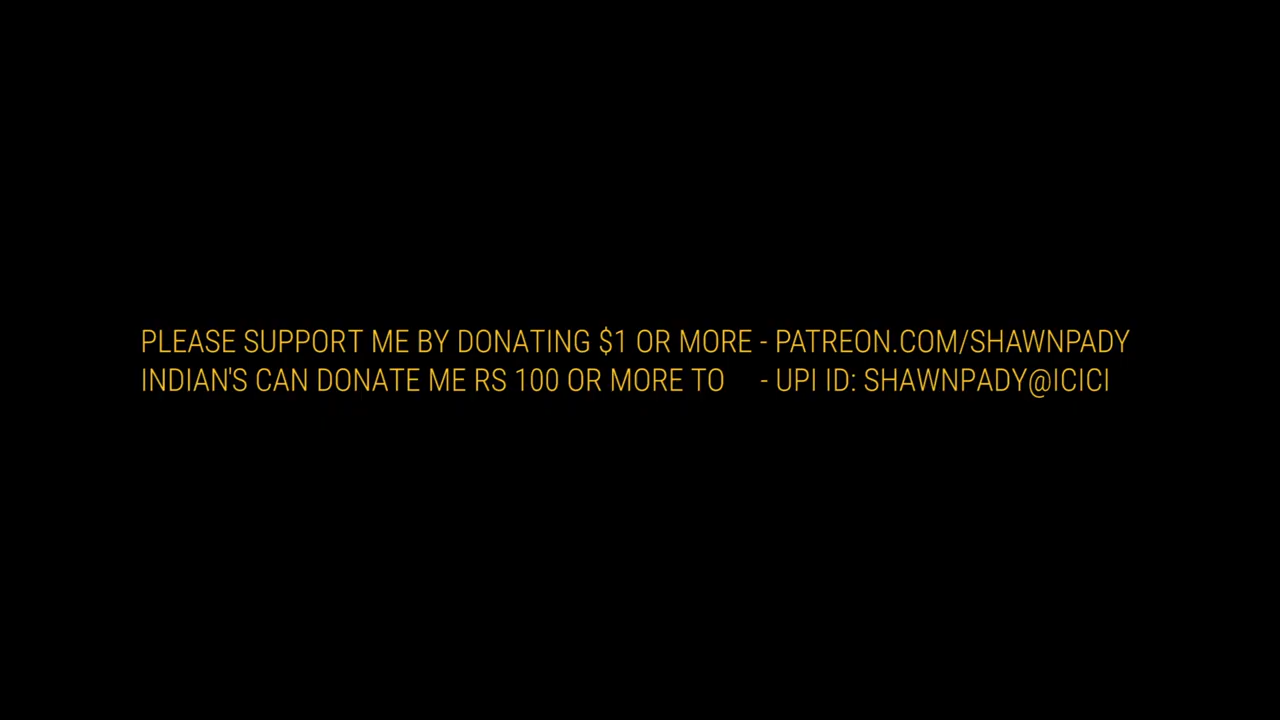 PLEASE SUPPORT ME BY DONATING $1 OR MORE - PATREON.COM/SHAWNPADY
INDIAN'S CAN DONATE ME RS 100 OR MORE TO - UPI ID: SHAWNPADY@ICICI